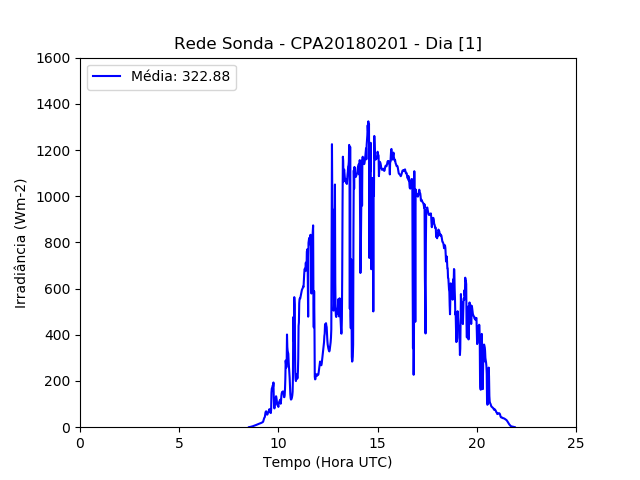 Rede Sonda - CPA20180201 - Dia [1]
Média: 322.88
1600
1400
1200
1000
800
600
400
200
0
Irradiância (Wm-2)
0 5 10 15 20 25
Tempo (Hora UTC)